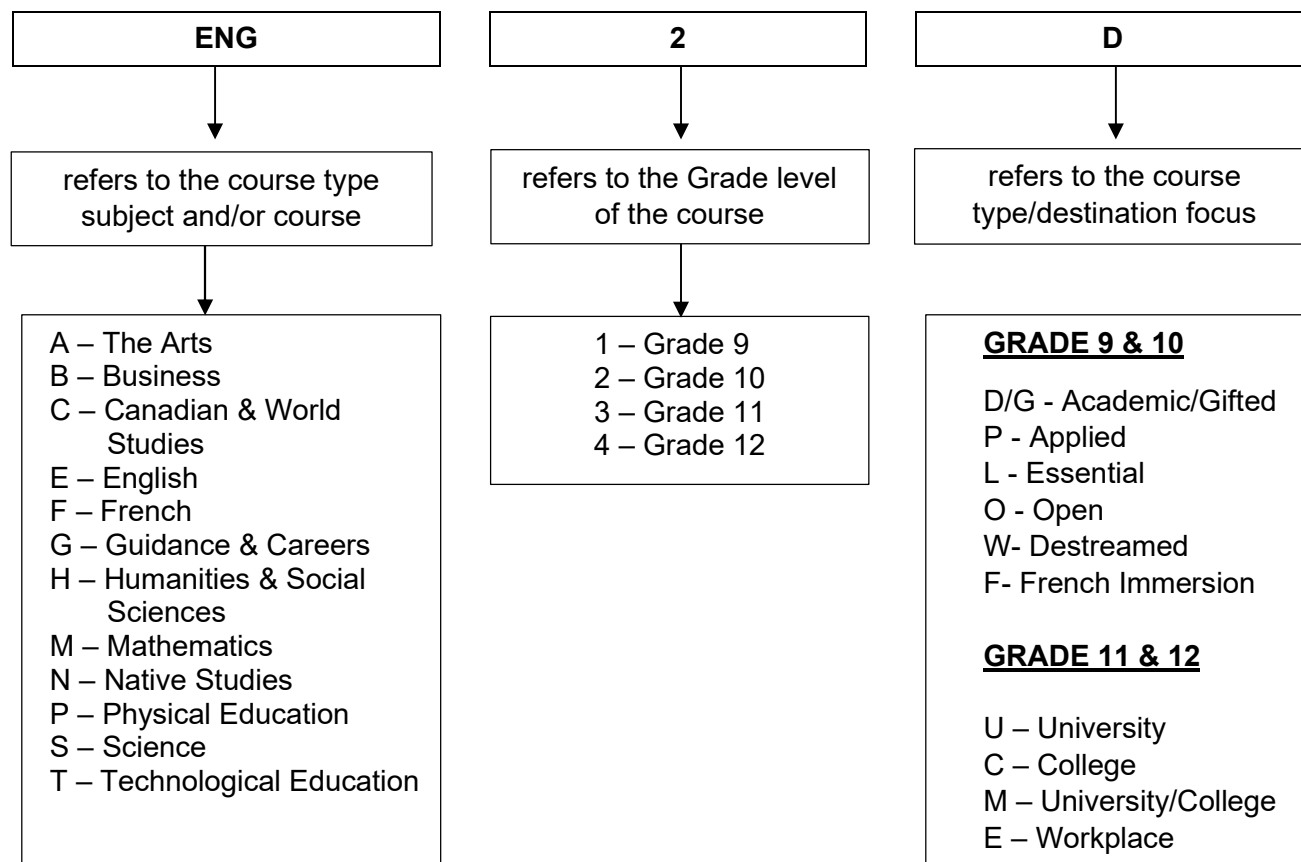 ENG
2
D
refers to the course type
subject and/or course
refers to the Grade level
of the course
refers to the course
type/destination focus
A – The Arts
B – Business
C – Canadian & World
Studies
E – English
F – French
G – Guidance & Careers
H – Humanities & Social
Sciences
M – Mathematics
N – Native Studies
P – Physical Education
S – Science
T – Technological Education
1 – Grade 9
2 – Grade 10
3 – Grade 11
4 – Grade 12
GRADE 9 & 10
D/G - Academic/Gifted
P - Applied
L - Essential
O - Open
W- Destreamed
F- French Immersion
GRADE 11 & 12
U – University
C – College
M – University/College
E – Workplace